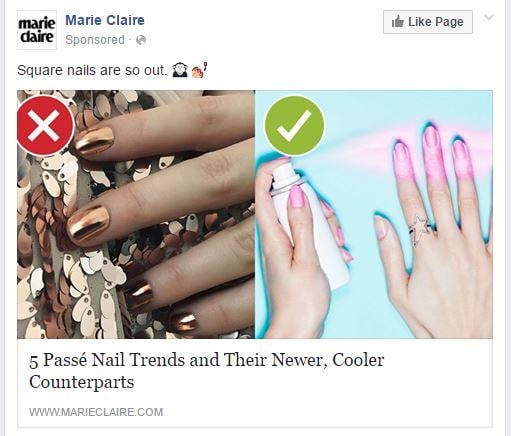 marie
claire
Marie Claire
Sponsored ·
Like Page
Square nails are so out. 🙊 💅
5 Passé Nail Trends and Their Newer, Cooler
Counterparts
WWW.MARIECLAIRE.COM